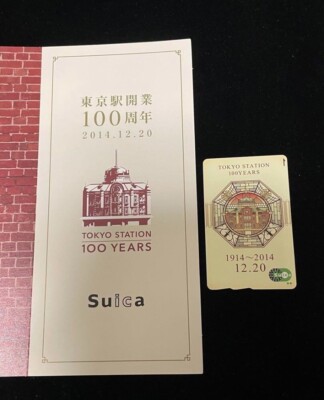 東京駅開業
100周年
2014.12.20
TOKYO STATION
100 YEARS
Suica
TOKYO STATION
100YEARS
1914〜2014
12.20
Suica